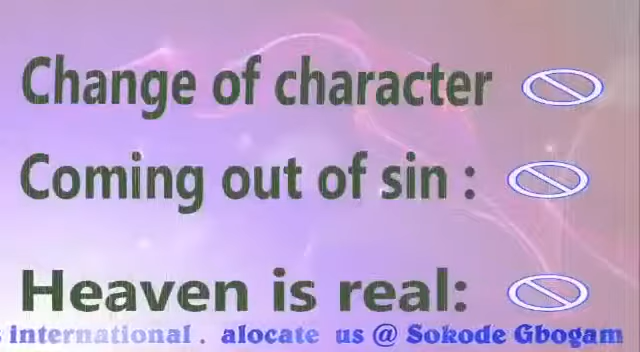 Change of character
Coming out of sin :
Heaven is real:
international . alocate us @ Sokode Gbogam